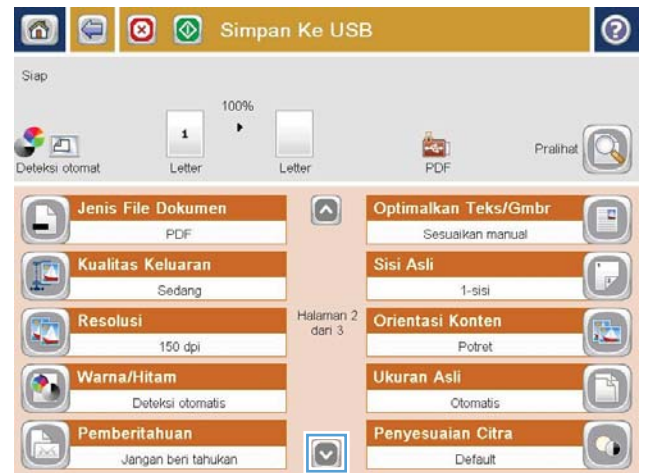 Simpan Ke USB
Siap
100%
1
Deteksi otomat
Letter
Letter
PDF
Pralihat
Jenis File Dokumen
PDF
Kualitas Keluaran
Sedang
Resolusi
150 dpi
Warna/Hitam
Deteksi otomatis
Pemberitahuan
Jangan beri tahukan
Halaman 2
dari 3
Optimalkan Teks/Gmbr
Sesuaikan manual
Sisi Asli
1-sisi
Orientasi Konten
Potret
Ukuran Asli
Otomatis
Penyesuaian Citra
Default